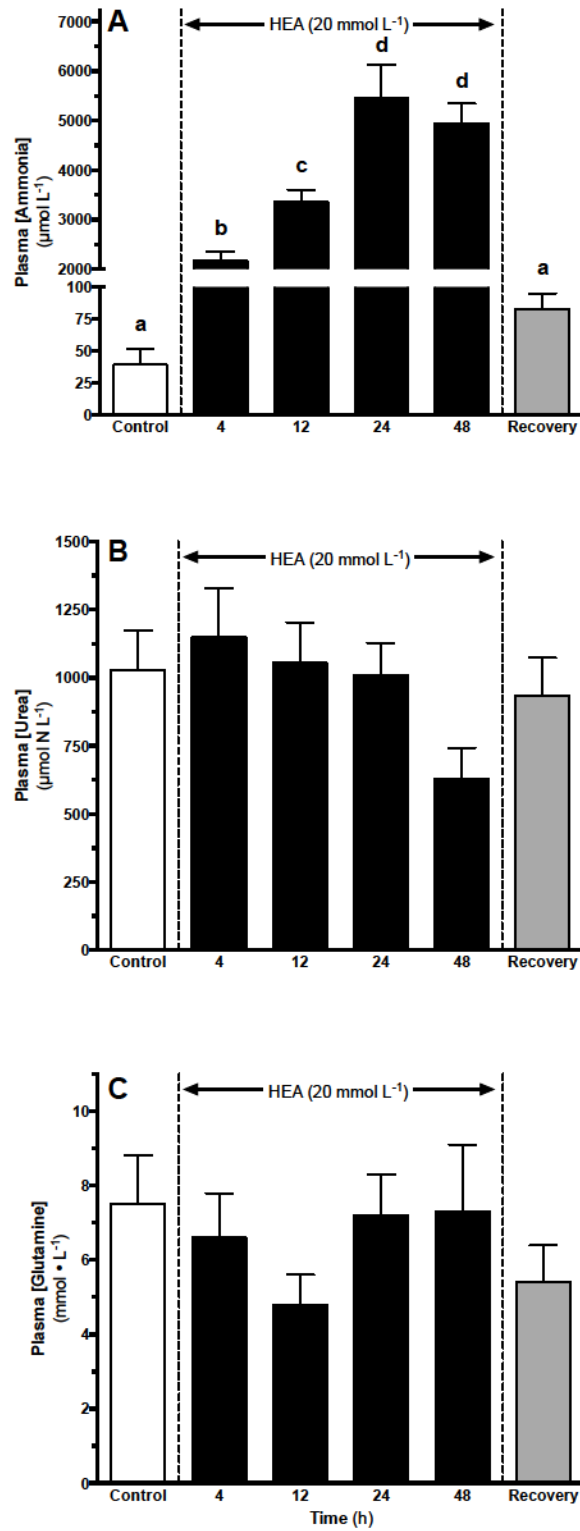 A
HEA (20 mmol L⁻¹)
Plasma [Ammonia]
(µmol L⁻¹)
7000
6000
5000
4000
3000
2000
100
75
50
25
0
a
b
c
d
d
a
Control 4 12 24 48 Recovery
B
HEA (20 mmol L⁻¹)
Plasma [Urea]
(µmol N L⁻¹)
1500
1250
1000
750
500
250
0
Control 4 12 24 48 Recovery
C
HEA (20 mmol L⁻¹)
Plasma [Glutamine]
(mmol • L⁻¹)
10
8
6
4
2
0
Control 4 12 24 48 Recovery
Time (h)